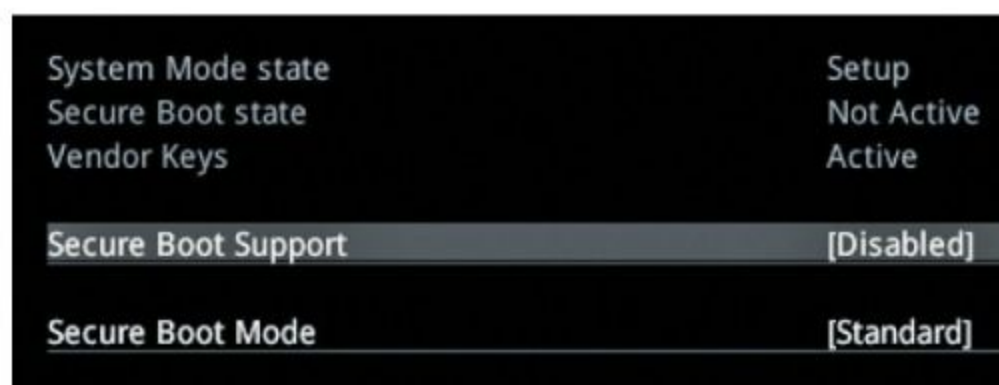 System Mode state Setup
Secure Boot state Not Active
Vendor Keys Active
Secure Boot Support [Disabled]
Secure Boot Mode [Standard]